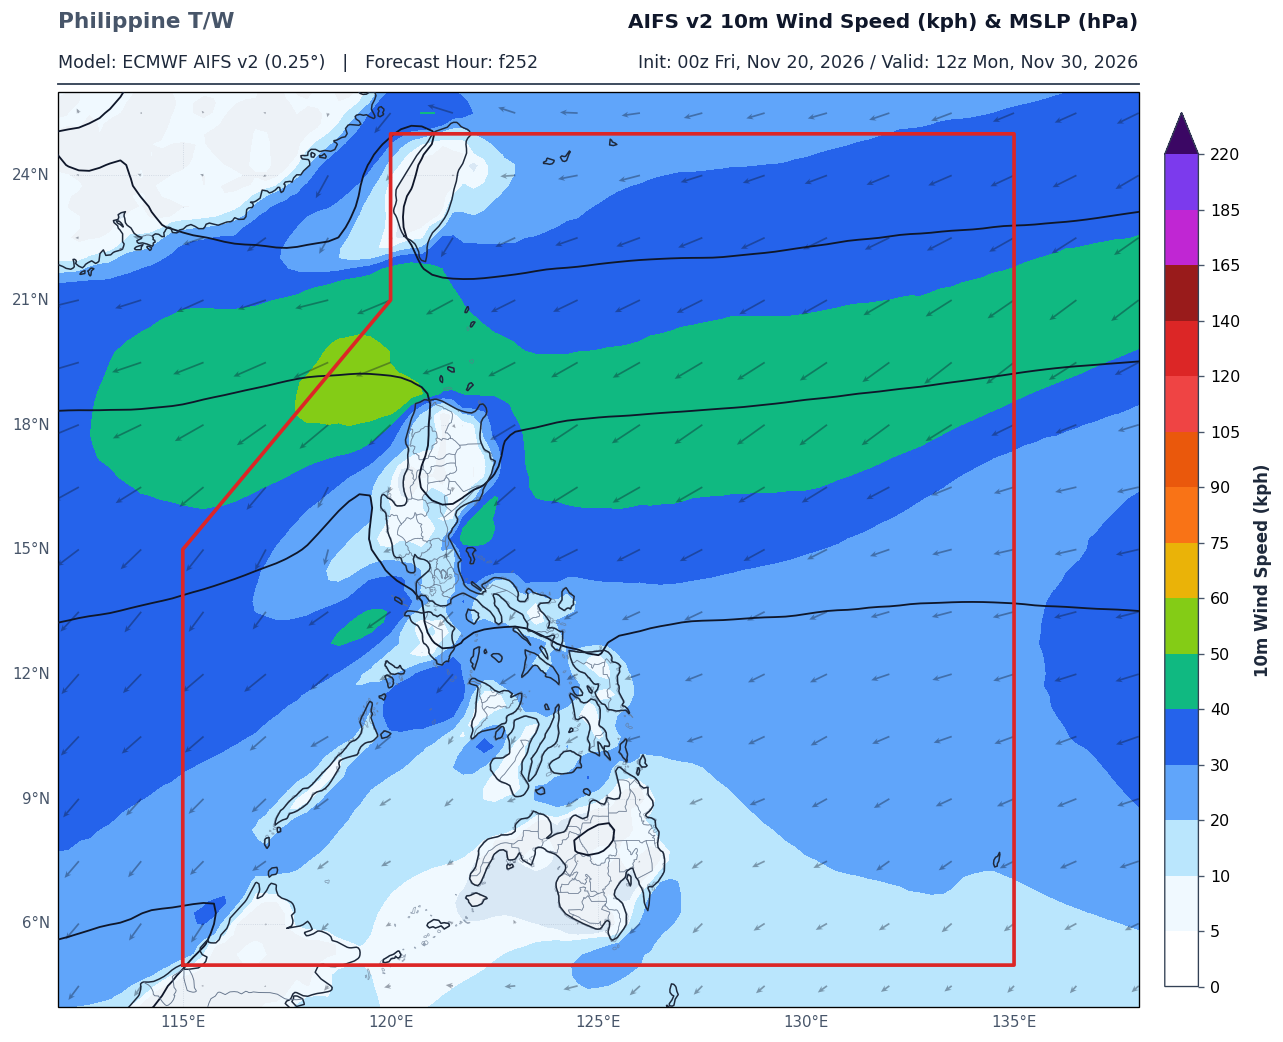 Philippine T/W
AIFS v2 10m Wind Speed (kph) & MSLP (hPa)
Model: ECMWF AIFS v2 (0.25°) | Forecast Hour: f252
Init: 00z Fri, Nov 20, 2026 / Valid: 12z Mon, Nov 30, 2026
24°N
21°N
18°N
15°N
12°N
9°N
6°N
115°E
120°E
125°E
130°E
135°E
220
185
165
140
120
105
90
75
60
50
40
30
20
10
5
0
10m Wind Speed (kph)